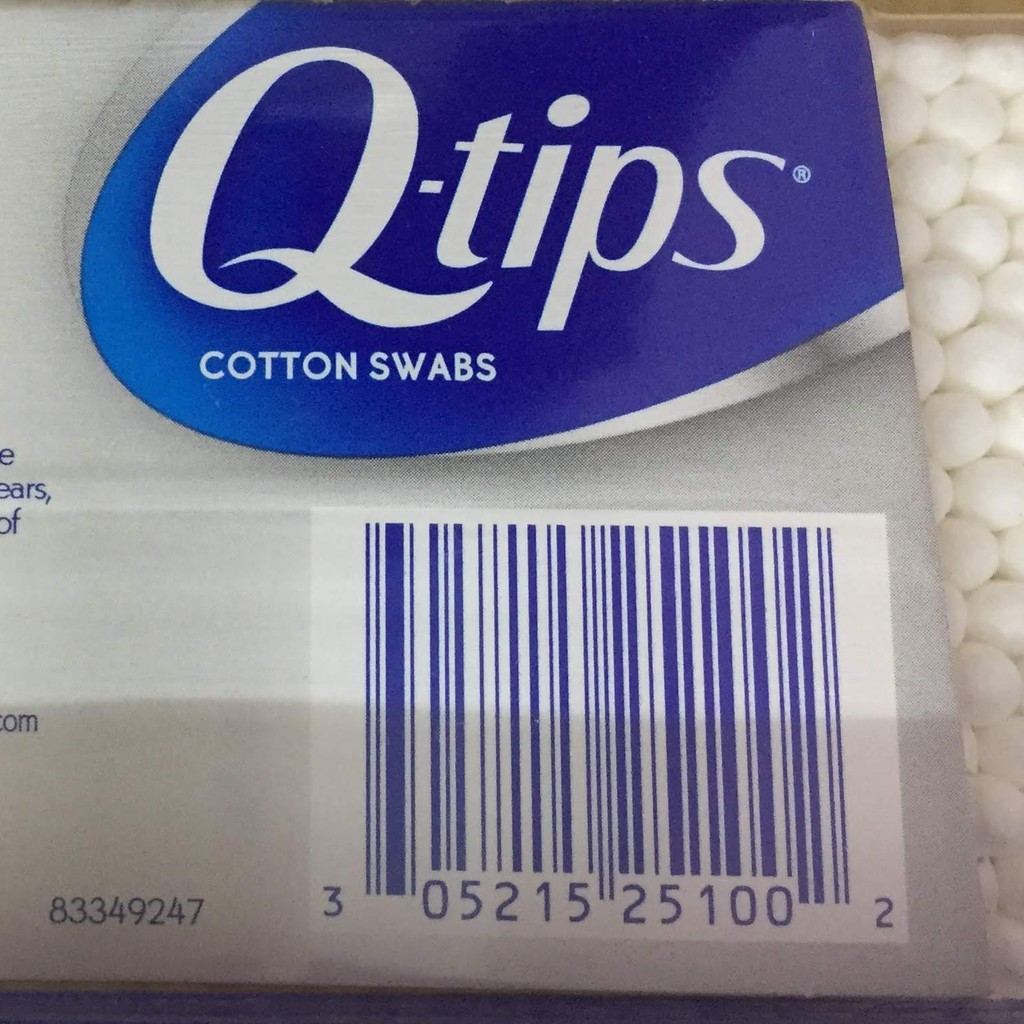 Q-tips®
COTTON SWABS
e
ears,
of
com
83349247
3 05215 25100 2